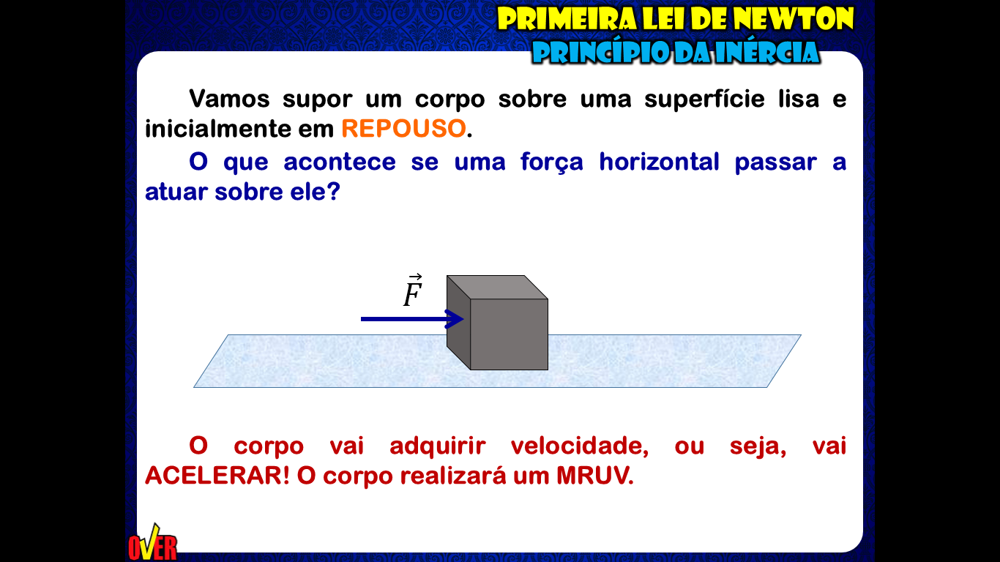 PRIMEIRA LEI DE NEWTON
PRINCÍPIO DA INÉRCIA
Vamos supor um corpo sobre uma superfície lisa e
inicialmente em REPOUSO.
O que acontece se uma força horizontal passar a
atuar sobre ele?
F⃗
O corpo vai adquirir velocidade, ou seja, vai
ACELERAR! O corpo realizará um MRUV.
OVER